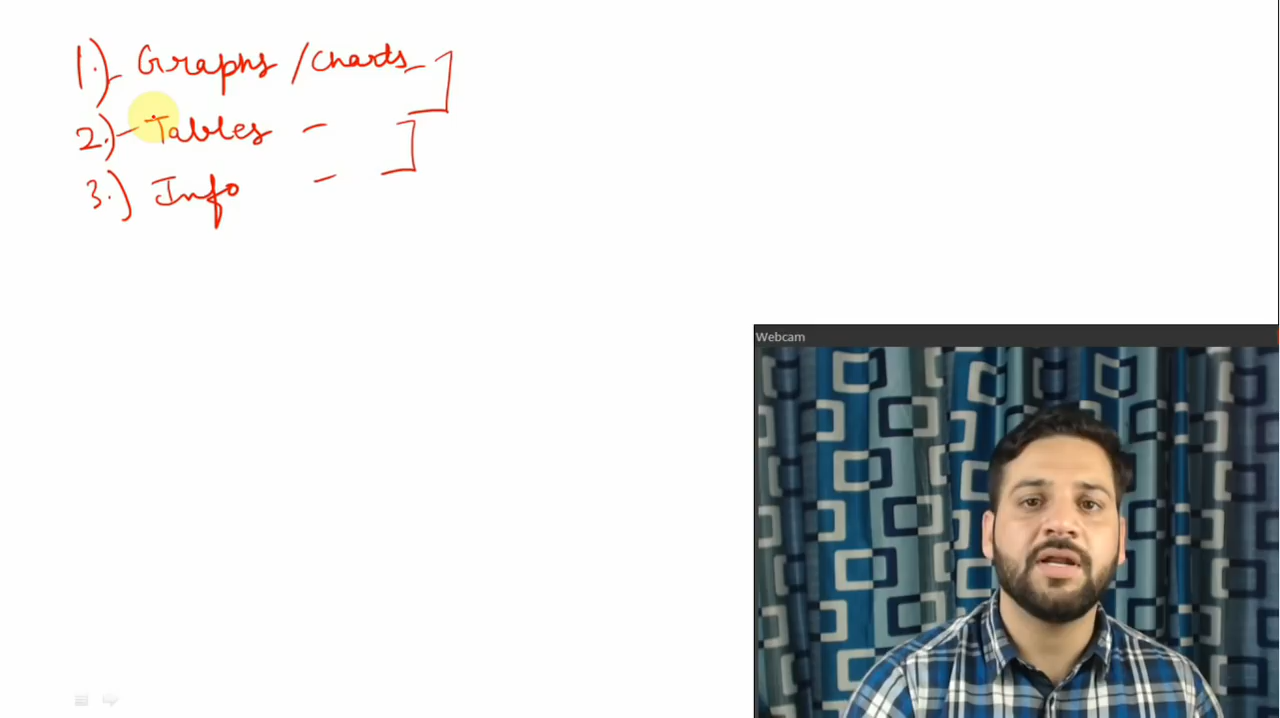 1.) Graphs / Charts -
2.) - Tables -
3.) Info -
Webcam